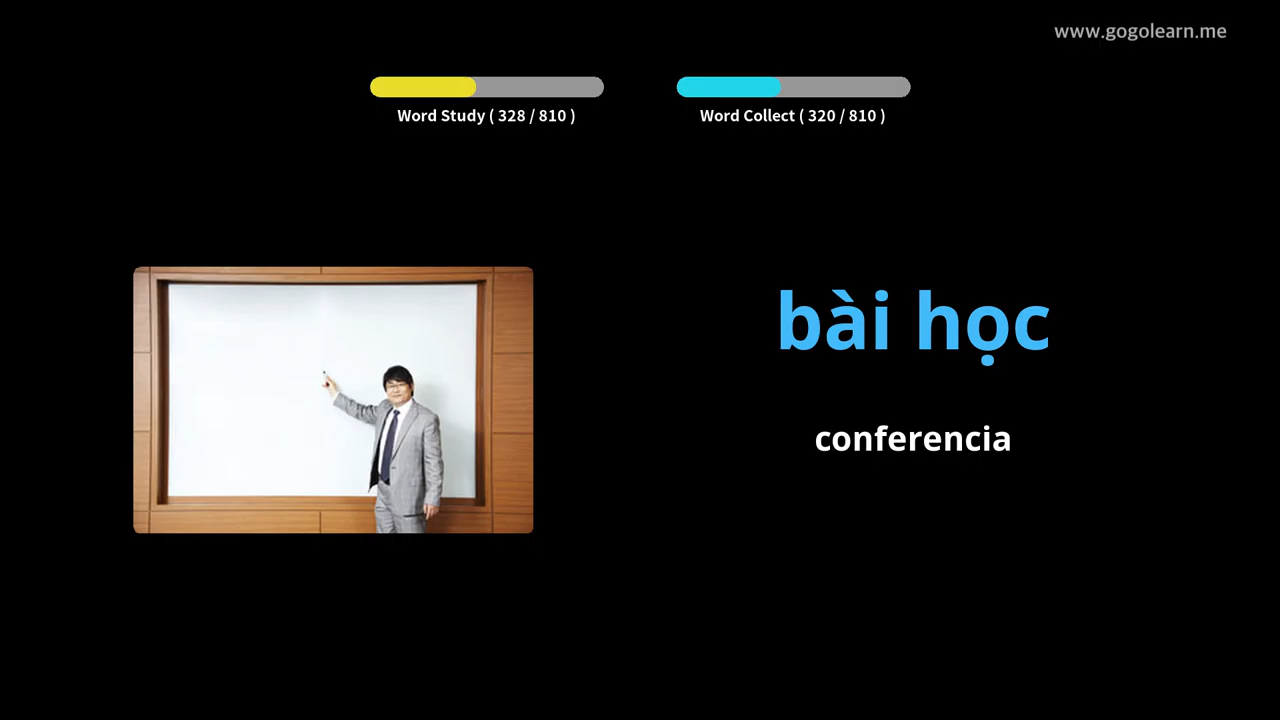 www.gogolearn.me
Word Study ( 328 / 810 )
Word Collect ( 320 / 810 )
bài học
conferencia